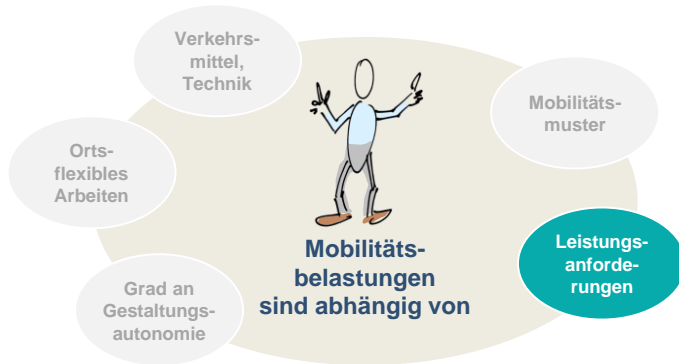 Verkehrs-
mittel,
Technik
Mobilitäts-
muster
Orts-
flexibles
Arbeiten
Leistungs-
anforde-
rungen
Mobilitäts-
belastungen
sind abhängig von
Grad an
Gestaltungs-
autonomie